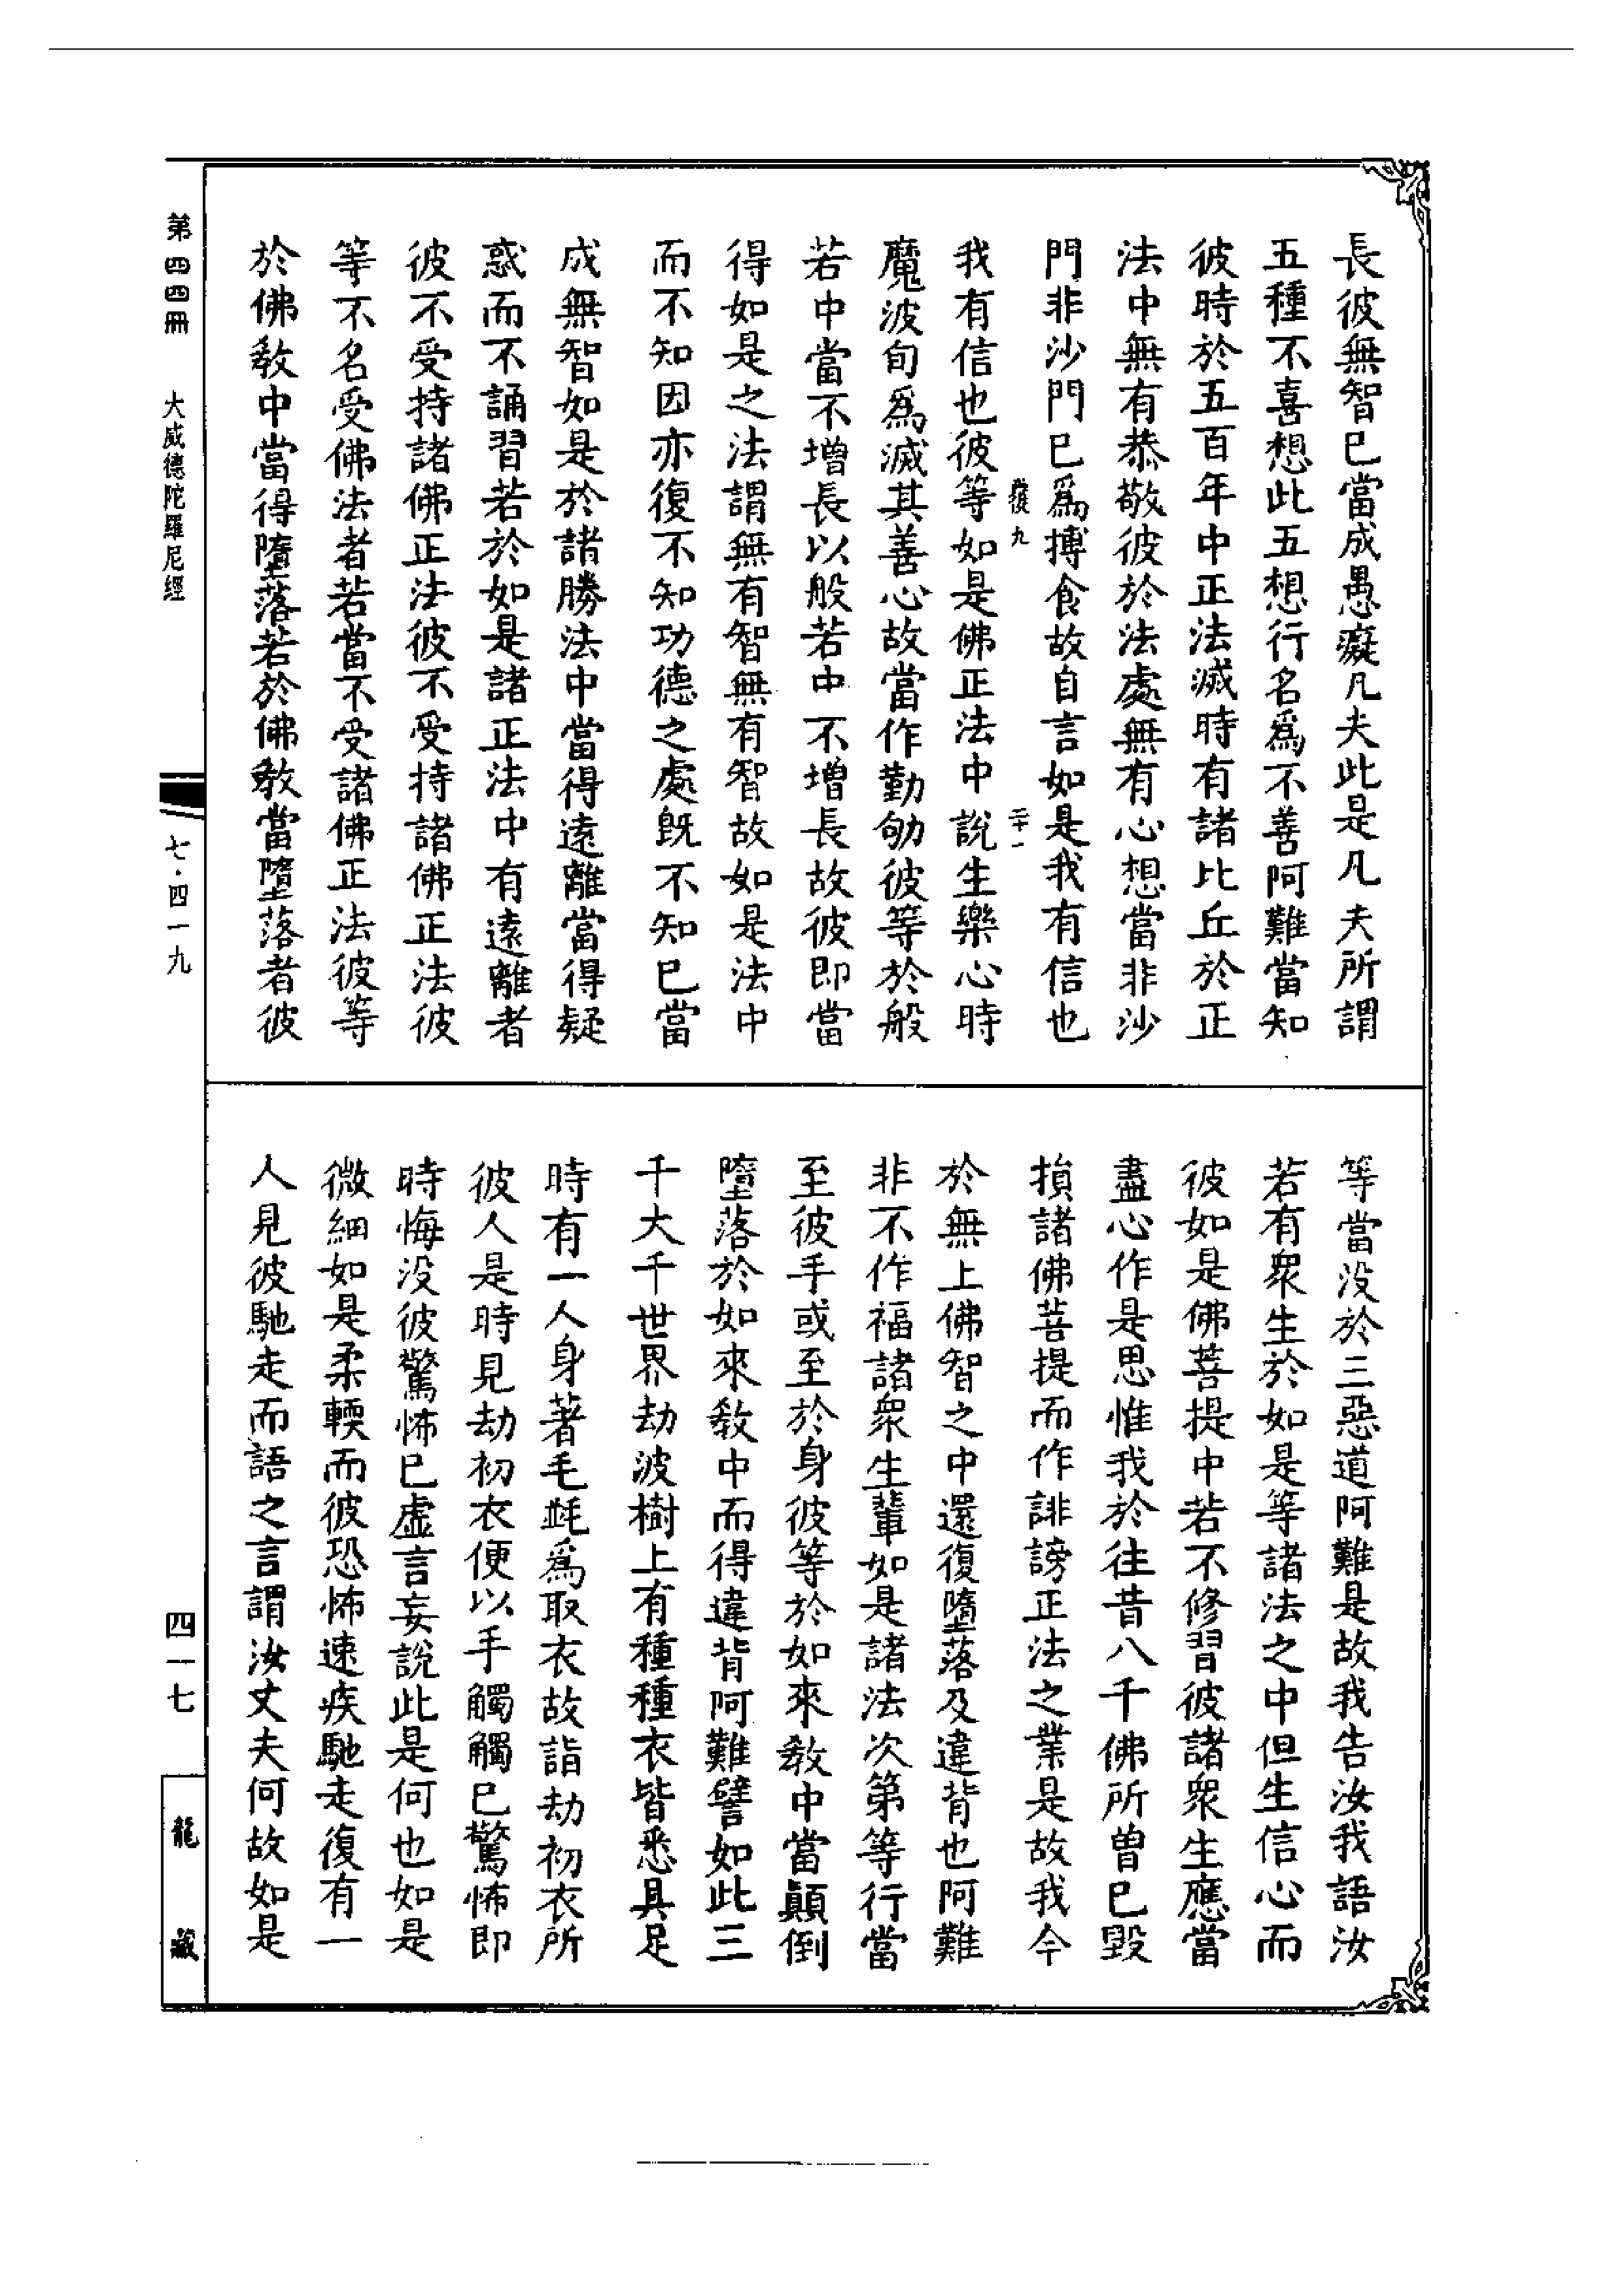 長彼無智已當成愚癡凡夫此是凡夫所謂
五種不喜想此五想行名爲不善阿難當知
彼時於五百年中正法滅時有諸比丘於正
法中無有恭敬彼於法處無有心想當非沙
門非沙門已爲搏食故自言如是我有信也
九
二十一
我有信也彼等如是佛正法中說生樂心時
魔波旬爲滅其善心故當作勤劬彼等於般
若中當不增長以般若中不增長故彼即當
得如是之法謂無有智無有智故如是法中
而不知因亦復不知功德之處旣不知已當
成無智如是於諸勝法中當得遠離當得疑
惑而不誦習若於如是諸正法中有遠離者
彼不受持諸佛正法彼不受持諸佛正法彼
等不名受佛法者若當不受諸佛正法彼等
於佛敎中當得墮落若於佛敎當墮落者彼
等當没於三惡道阿難是故我告汝我語汝
若有衆生於如是等諸法之中但生信心而
彼如是佛菩提中若不修習彼諸衆生應當
盡心作是思惟我於往昔八千佛所曾已毀
損諸佛菩提而作誹謗正法之業是故我今
於無上佛智之中還復墮落及違背也阿難
非不作福諸衆生輩如是諸法次第等行當
至彼手或至於身彼等於如來敎中當顚倒
墮落於如來敎中而得違背阿難譬如此三
千大千世界劫波樹上有種種衣皆悉具足
時有一人身著毛毾爲取衣故詣劫初衣所
彼人是時見劫初衣便以手觸觸已驚怖即
時悔没彼驚怖已虛言妄說此是何也如是
微細如是柔輭而彼恐怖速疾馳走復有一
人見彼馳走而語之言謂汝丈夫何故如是
第四四冊
大威德陀羅尼經
七·四一九
四一七
龍藏